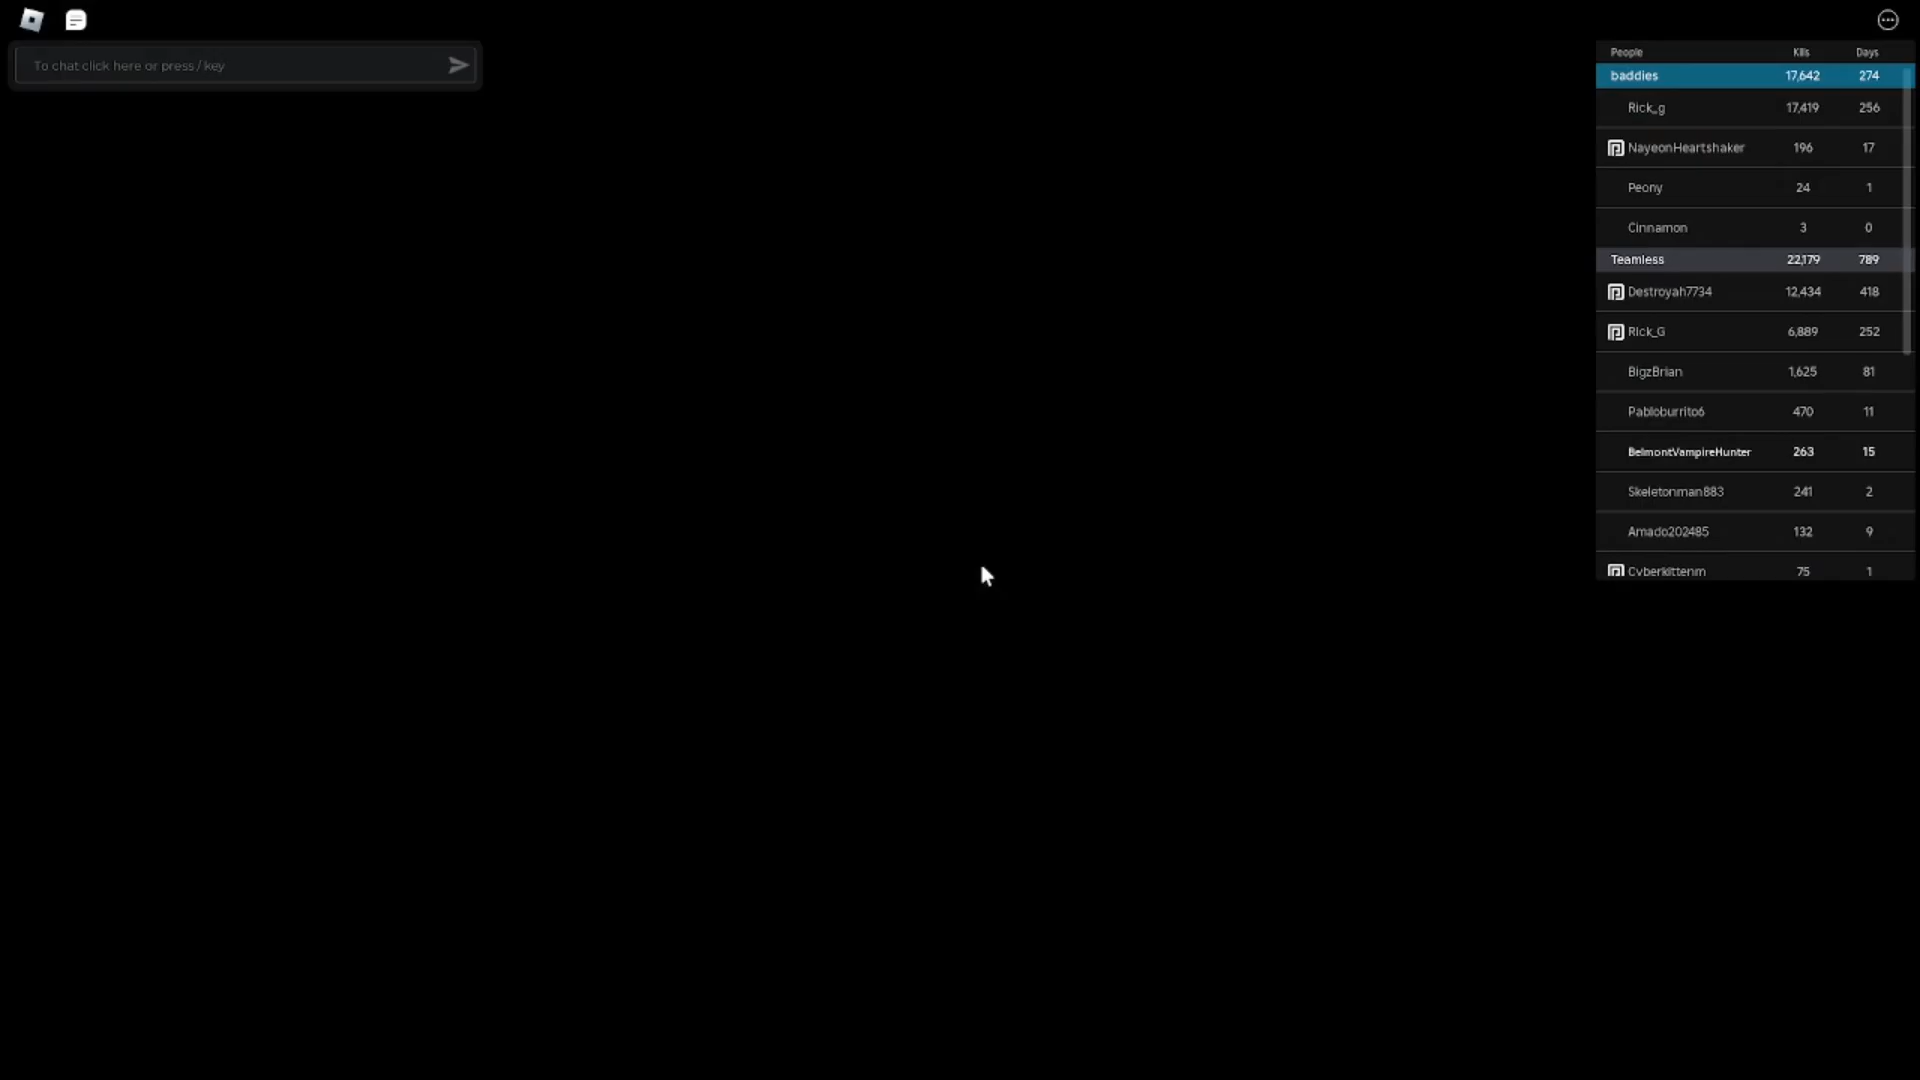 To chat click here or press / key
People Kills Days
baddies 17,642 274
Rick_g 17,419 256
NayeonHeartshaker 196 17
Peony 24 1
Cinnamon 3 0
Teamless 22,179 789
Destroyah7734 12,434 418
Rick_G 6,889 252
BigzBrian 1,625 81
Pabloburrito6 470 11
BelmontVampireHunter 263 15
Skeletonman883 241 2
Amado202485 132 9
Cyberkittenm 75 1